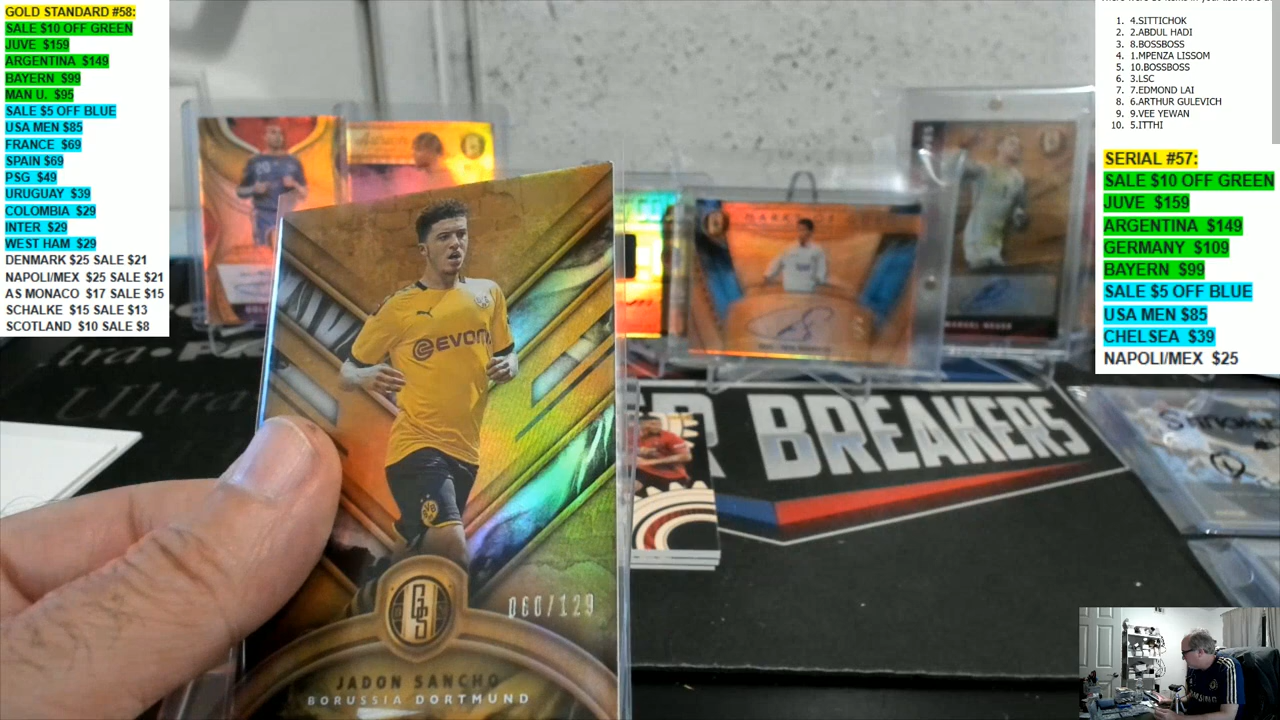 GOLD STANDARD #58:
SALE $10 OFF GREEN
JUVE $159
ARGENTINA $149
BAYERN $99
MAN U. $95
SALE $5 OFF BLUE
USA MEN $85
FRANCE $69
SPAIN $69
PSG $49
URUGUAY $39
COLOMBIA $29
INTER $29
WEST HAM $29
DENMARK $25 SALE $21
NAPOLI/MEX $25 SALE $21
AS MONACO $17 SALE $15
SCHALKE $15 SALE $13
SCOTLAND $10 SALE $8
1. 4.SITTICHOK
2. 2.ABDUL HADI
3. 8.BOSSBOSS
4. 1.MPENZA LISSOM
5. 10.BOSSBOSS
6. 3.LSC
7. 7.EDMOND LAI
8. 6.ARTHUR GULEVICH
9. 9.VEE YEWAN
10. 5.ITTHI
SERIAL #57:
SALE $10 OFF GREEN
JUVE $159
ARGENTINA $149
GERMANY $109
BAYERN $99
SALE $5 OFF BLUE
USA MEN $85
CHELSEA $39
NAPOLI/MEX $25
EVON
GS
060/129
JADON SANCHO
BORUSSIA DORTMUND
BREAKERS
MANUEL NEUER
Ultra